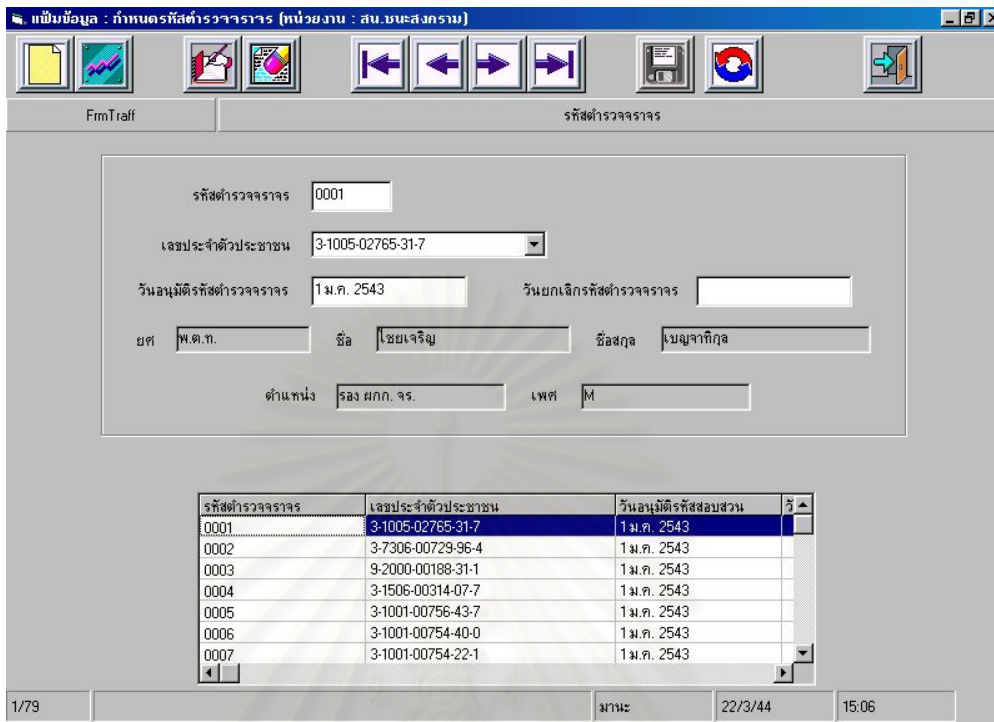 แฟ้มข้อมูล : กำหนดรหัสตำรวจจราจร (หน่วยงาน : สน.ชนะสงคราม)
FrmTraff รหัสตำรวจจราจร
รหัสตำรวจจราจร 0001
เลขประจำตัวประชาชน 3-1005-02765-31-7
วันอนุมัติรหัสตำรวจจราจร 1 ม.ค. 2543 วันยกเลิกรหัสตำรวจจราจร
ยศ พ.ต.ท. ชื่อ ไชยเจริญ ชื่อสกุล เบญจาทิกุล
ตำแหน่ง รอง ผกก. จร. เพศ M
รหัสตำรวจจราจร เลขประจำตัวประชาชน วันอนุมัติรหัสสอบสวน วั
0001 3-1005-02765-31-7 1 ม.ค. 2543
0002 3-7306-00729-96-4 1 ม.ค. 2543
0003 9-2000-00188-31-1 1 ม.ค. 2543
0004 3-1506-00314-07-7 1 ม.ค. 2543
0005 3-1001-00756-43-7 1 ม.ค. 2543
0006 3-1001-00754-40-0 1 ม.ค. 2543
0007 3-1001-00754-22-1 1 ม.ค. 2543
1/79 มานะ 22/3/44 15:06